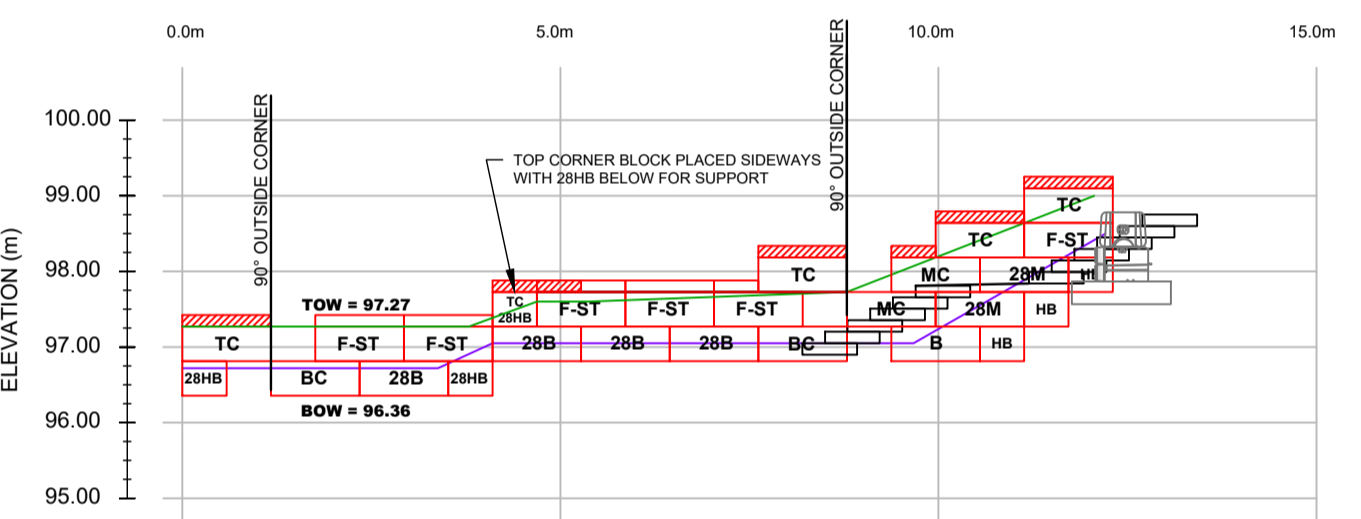 0.0m 5.0m 10.0m 15.0m
90° OUTSIDE CORNER
90° OUTSIDE CORNER
ELEVATION (m)
100.00
99.00
98.00
97.00
96.00
95.00
TOP CORNER BLOCK PLACED SIDEWAYS
WITH 28HB BELOW FOR SUPPORT
TC
TC F-ST
TC MC 28M HB
TOW = 97.27
TC
28HB
F-ST F-ST F-ST MC 28M HB
TC F-ST F-ST 28B 28B 28B BC B HB
28HB BC 28B 28HB
BOW = 96.36